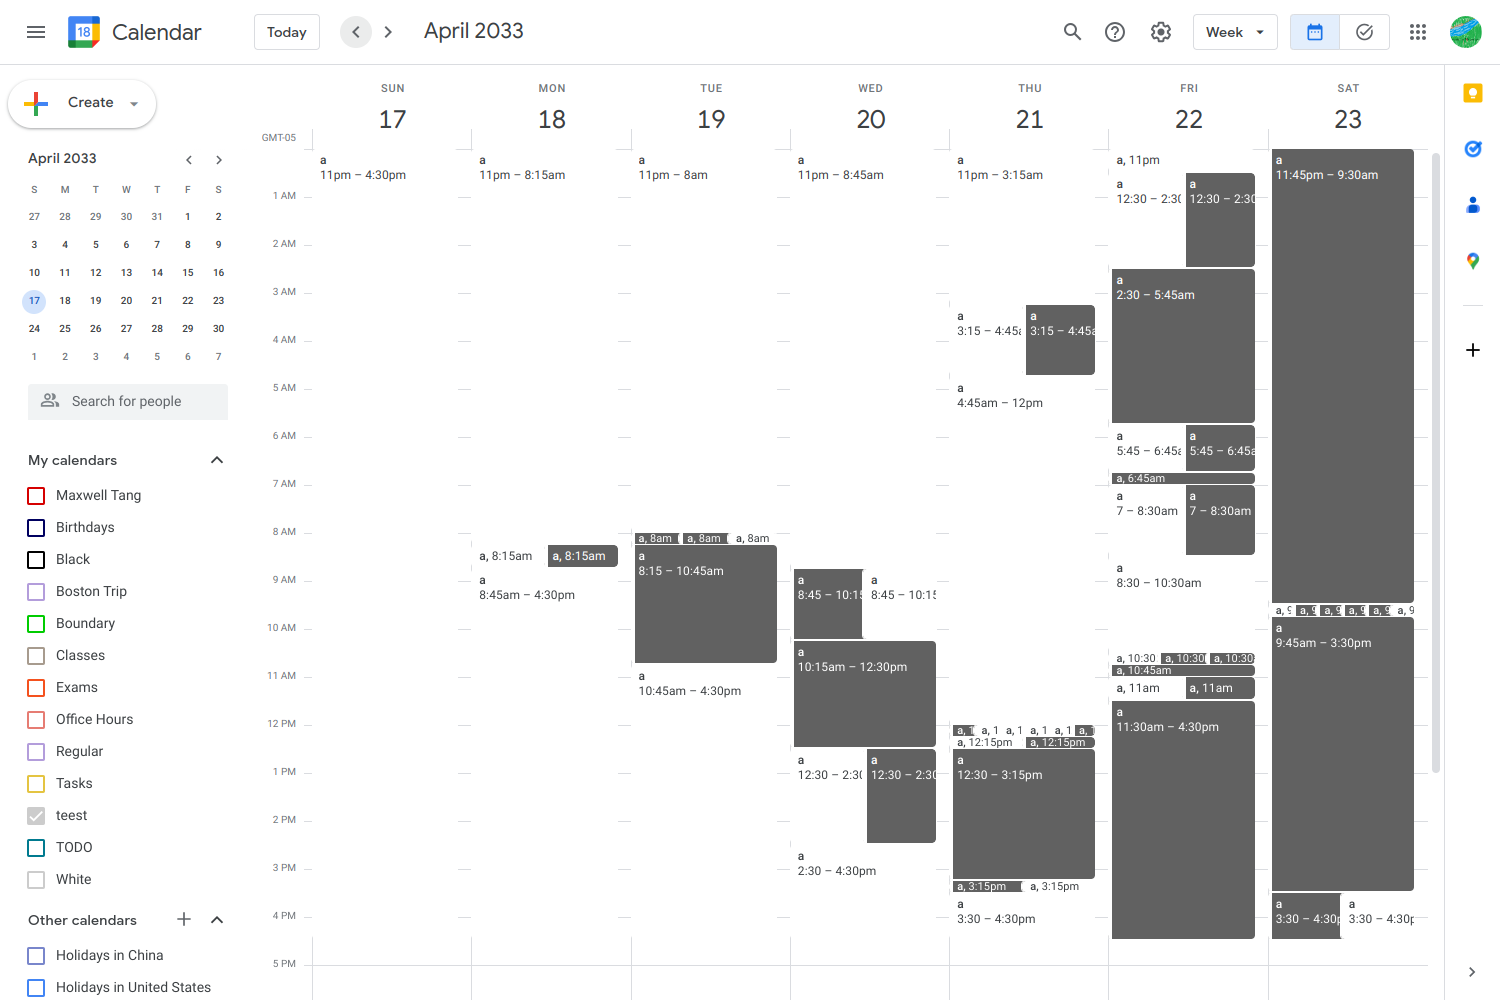 18 Calendar Today April 2033 Week
Create
April 2033
S M T W T F S
27 28 29 30 31 1 2
3 4 5 6 7 8 9
10 11 12 13 14 15 16
17 18 19 20 21 22 23
24 25 26 27 28 29 30
1 2 3 4 5 6 7
Search for people
My calendars
Maxwell Tang
Birthdays
Black
Boston Trip
Boundary
Classes
Exams
Office Hours
Regular
Tasks
teest
TODO
White
Other calendars
Holidays in China
Holidays in United States
SUN MON TUE WED THU FRI SAT
17 18 19 20 21 22 23
GMT-05
1 AM
2 AM
3 AM
4 AM
5 AM
6 AM
7 AM
8 AM
9 AM
10 AM
11 AM
12 PM
1 PM
2 PM
3 PM
4 PM
5 PM
a
11pm – 4:30pm
a
11pm – 8:15am
a, 8:15am
a, 8:15am
a
8:45am – 4:30pm
a
11pm – 8am
a, 8am
a, 8am
a, 8am
a
8:15 – 10:45am
a
10:45am – 4:30pm
a
11pm – 8:45am
a
8:45 – 10:15
a
8:45 – 10:15
a
10:15am – 12:30pm
a
12:30 – 2:30
a
12:30 – 2:30
a
2:30 – 4:30pm
a
11pm – 3:15am
a
3:15 – 4:45a
a
3:15 – 4:45a
a
4:45am – 12pm
a, 1
a, 1
a, 1
a, 1
a, 1
a, 1
a, 12:15pm
a, 12:15pm
a
12:30 – 3:15pm
a, 3:15pm
a, 3:15pm
a
3:30 – 4:30pm
a, 11pm
a
12:30 – 2:30
a
12:30 – 2:30
a
2:30 – 5:45am
a
5:45 – 6:45a
a
5:45 – 6:45a
a, 6:45am
a
7 – 8:30am
a
7 – 8:30am
a
8:30 – 10:30am
a, 10:30
a, 10:30
a, 10:30
a, 10:45am
a, 11am
a, 11am
a
11:30am – 4:30pm
a
11:45pm – 9:30am
a, 9
a, 9
a, 9
a, 9
a, 9
a, 9
a
9:45am – 3:30pm
a
3:30 – 4:30p
a
3:30 – 4:30p